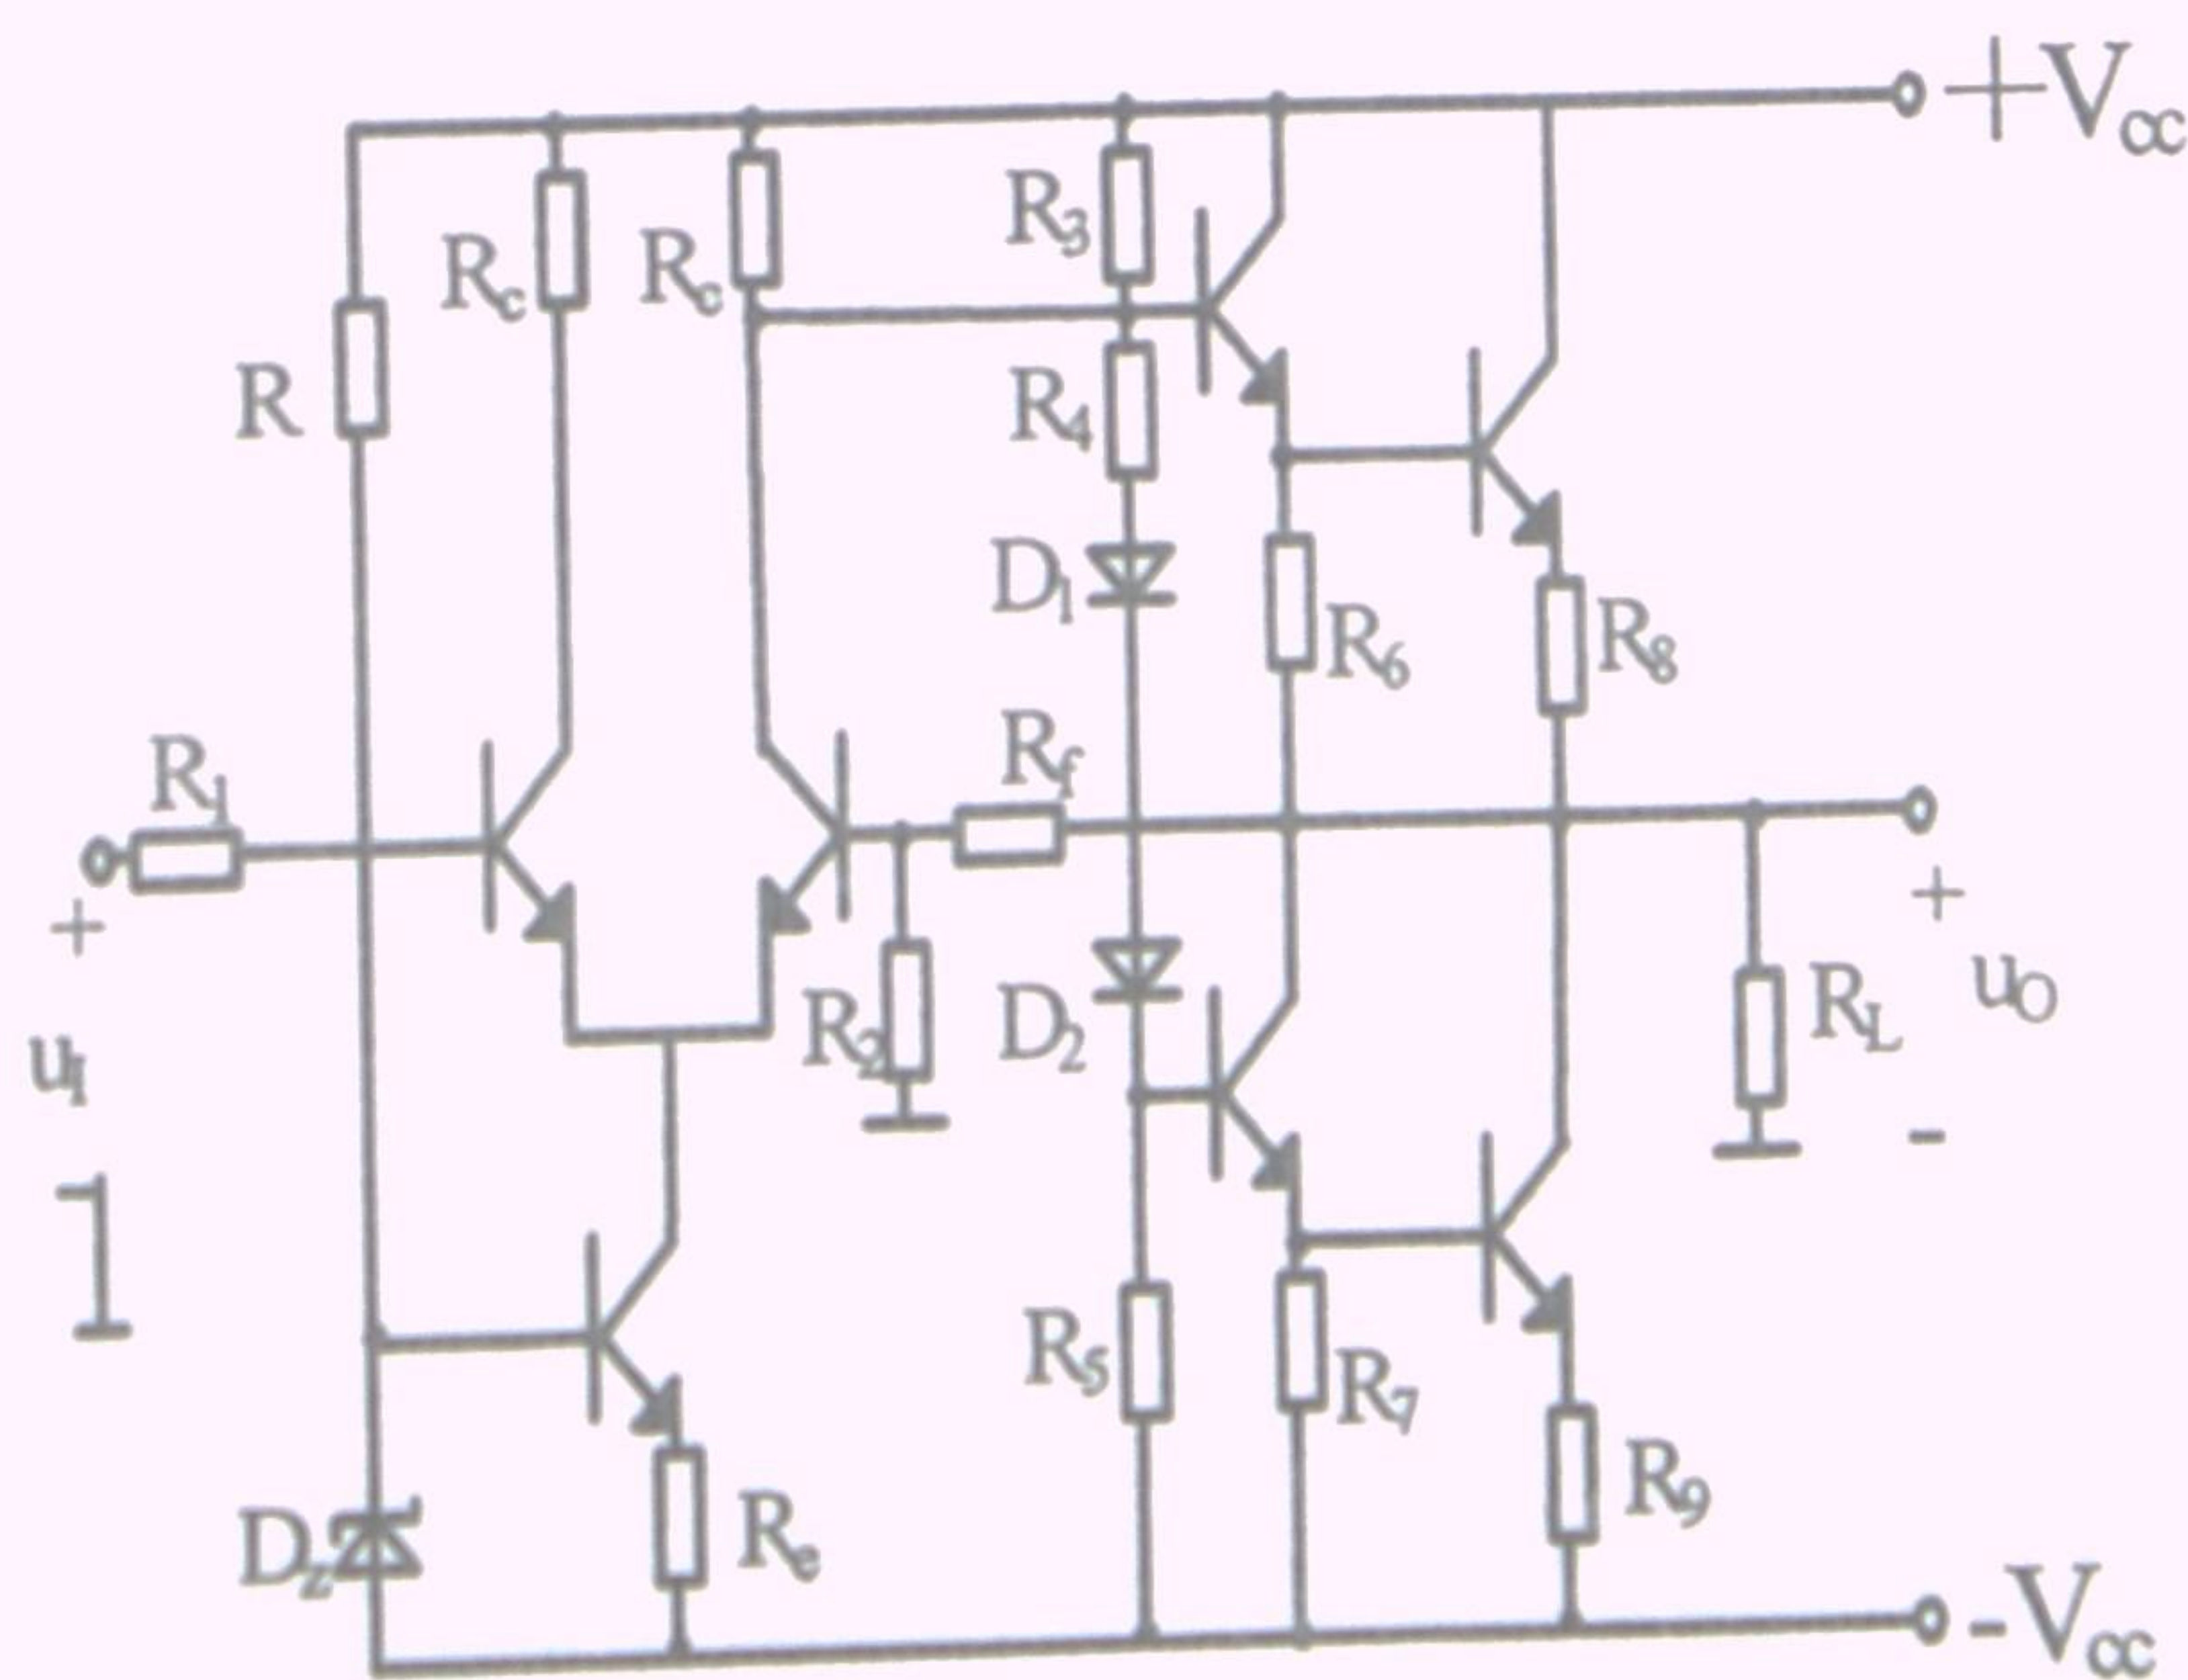 +Vcc
Rc
Rc
R3
R
R4
D1
R6
R8
R1
Rf
+
+
R2
D2
RL
uO
uI
-
R5
R7
Dz
Re
R9
-Vcc